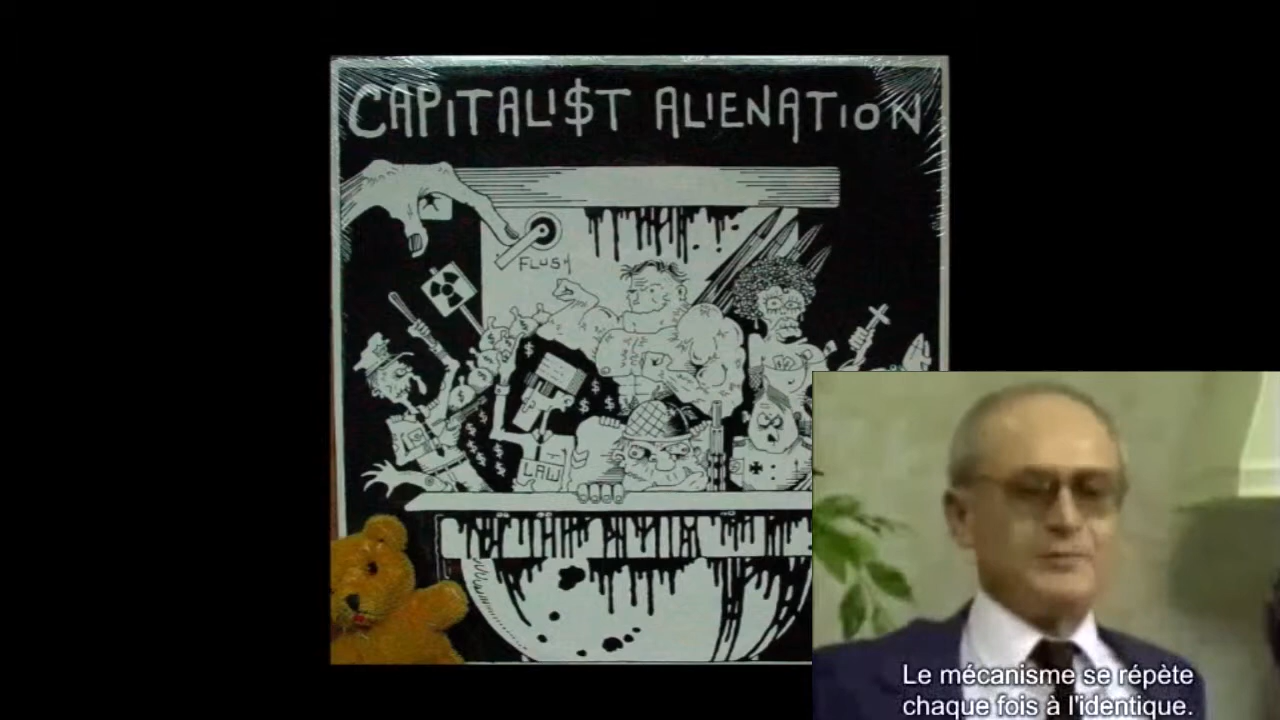 CAPITALI$T ALIENATION
FLUSH
LAW
Le mécanisme se répète
chaque fois à l'identique.